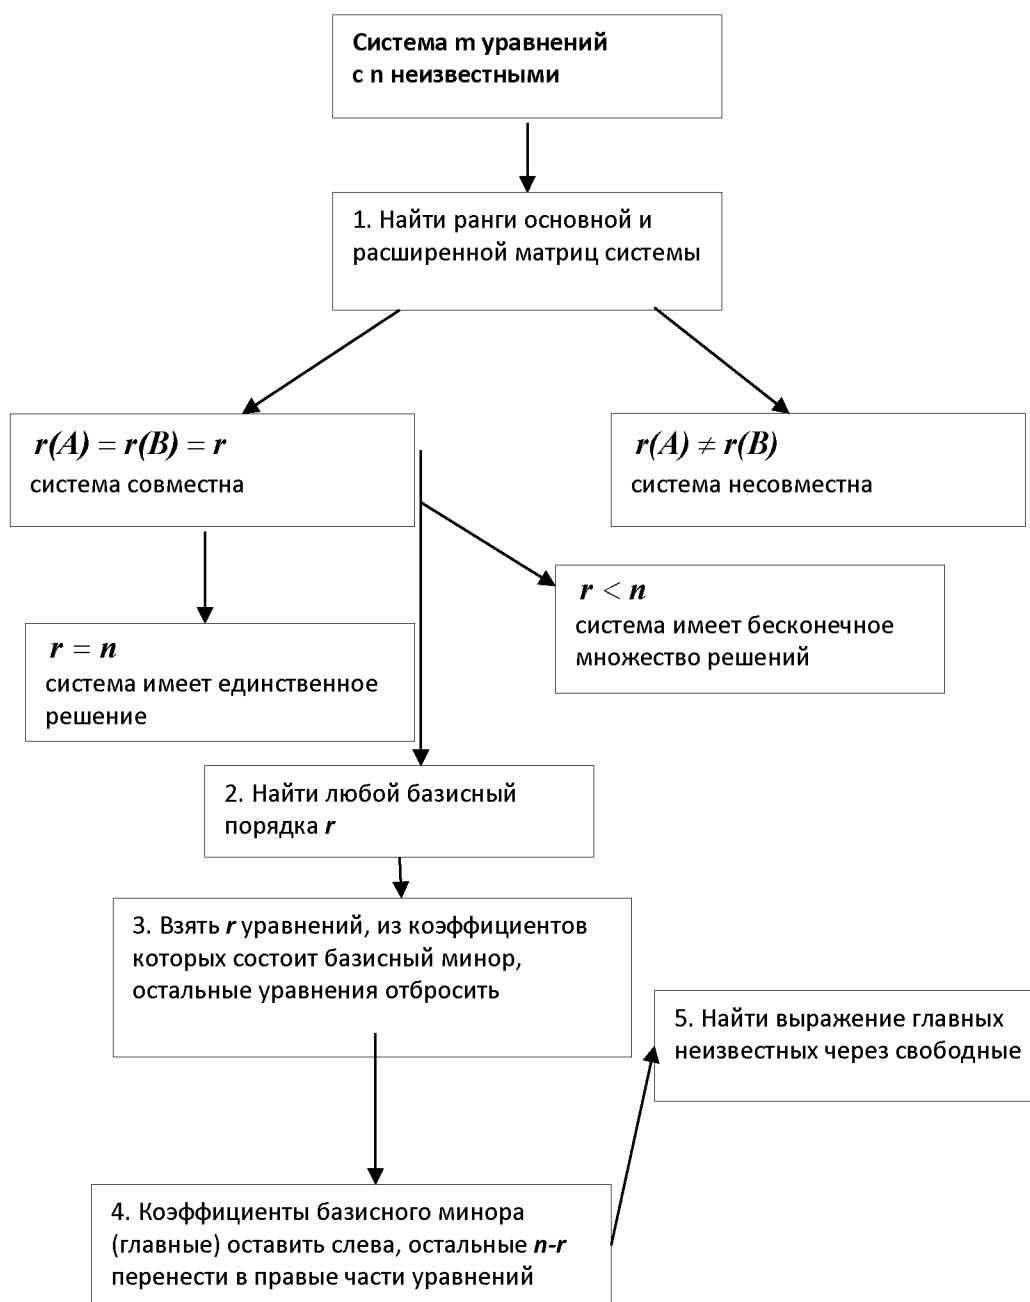 Система m уравнений
с n неизвестными
1. Найти ранги основной и
расширенной матриц системы
r(A) = r(B) = r
система совместна
r(A) ≠ r(B)
система несовместна
r < n
система имеет бесконечное
множество решений
r = n
система имеет единственное
решение
2. Найти любой базисный
порядка r
3. Взять r уравнений, из коэффициентов
которых состоит базисный минор,
остальные уравнения отбросить
4. Коэффициенты базисного минора
(главные) оставить слева, остальные n-r
перенести в правые части уравнений
5. Найти выражение главных
неизвестных через свободные